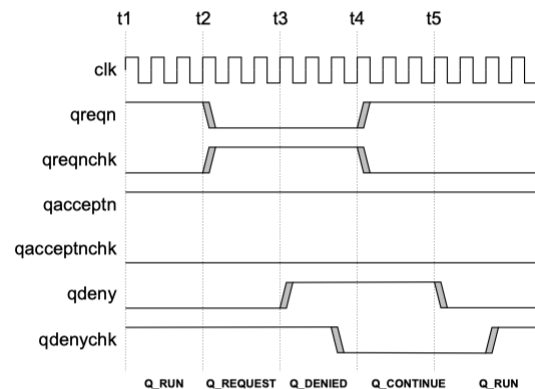 t1 t2 t3 t4 t5
clk
qreqn
qreqnchk
qacceptn
qacceptnchk
qdeny
qdenychk
Q_RUN Q_REQUEST Q_DENIED Q_CONTINUE Q_RUN